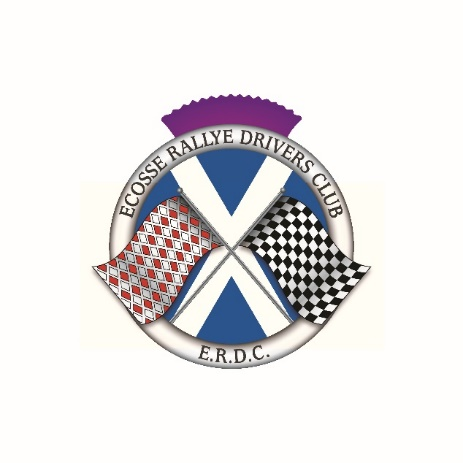 ECOSSE RALLYE DRIVERS CLUB
E.R.D.C.